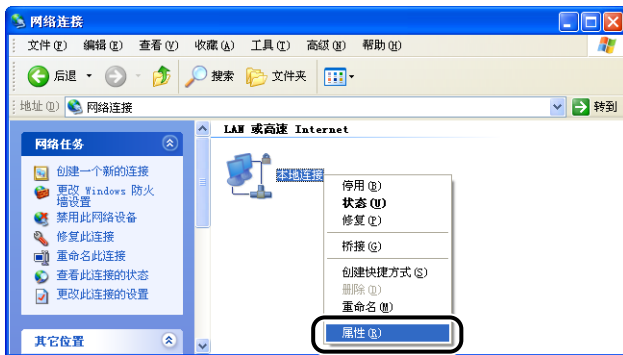 网络连接
文件(F) 编辑(E) 查看(V) 收藏(A) 工具(T) 高级(N) 帮助(H)
后退 搜索 文件夹
地址(D) 网络连接 转到
网络任务
创建一个新的连接
更改 Windows 防火
墙设置
禁用此网络设备
修复此连接
重命名此连接
查看此连接的状态
更改此连接的设置
其它位置
LAN 或高速 Internet
本地连接
停用(B)
状态(U)
修复(P)
桥接(G)
创建快捷方式(S)
删除(D)
重命名(M)
属性(R)